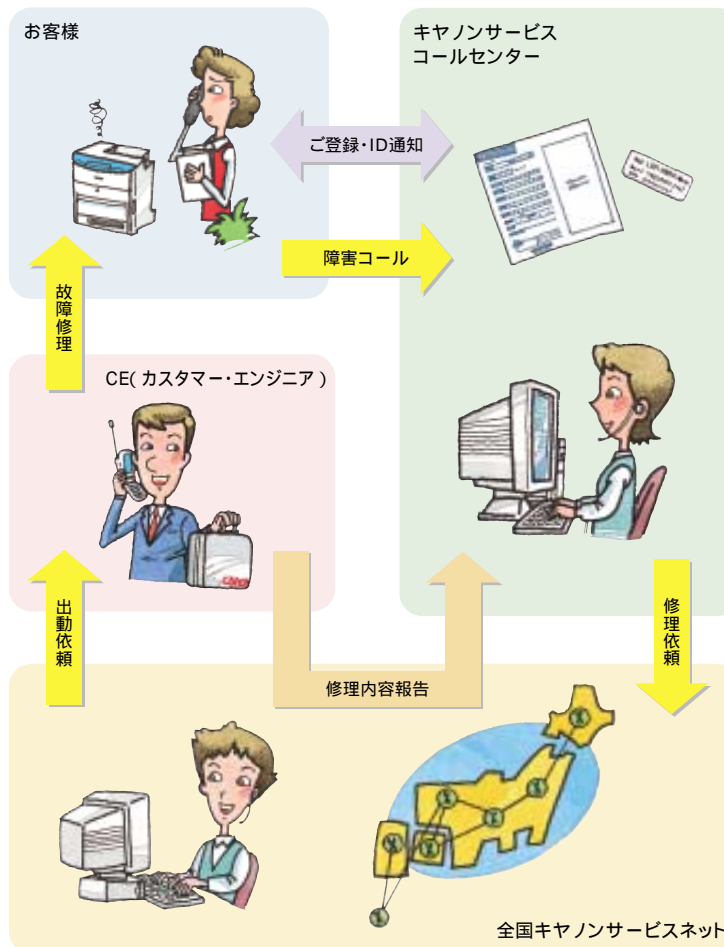 お客様
キヤノンサービス
コールセンター
ご登録・ID通知
障害コール
故障修理
CE(カスタマー・エンジニア)
Canon
出動依頼
修理依頼
修理内容報告
全国キヤノンサービスネット